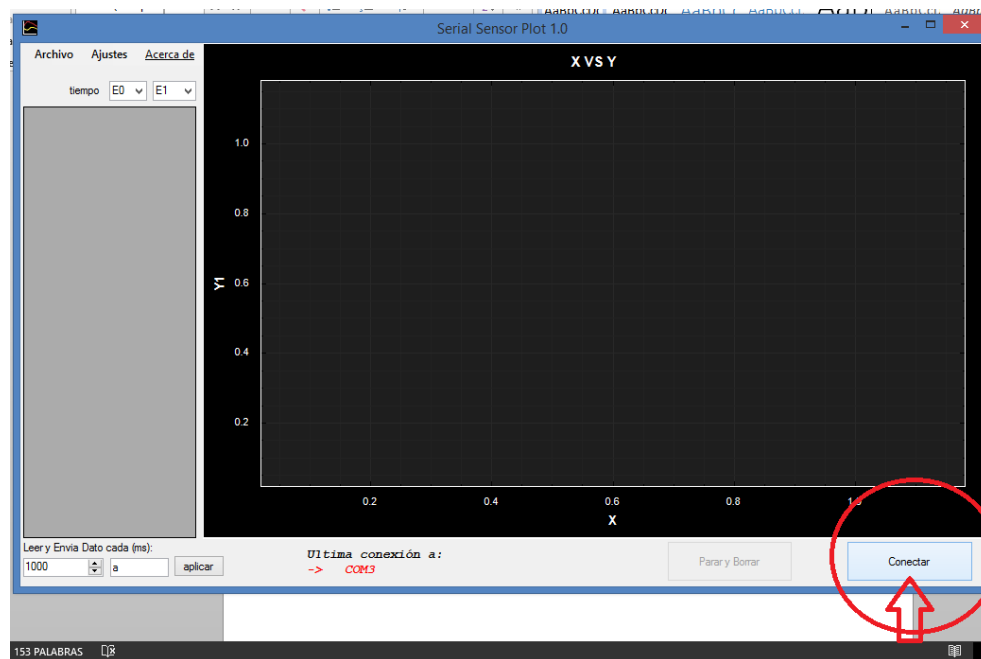 Serial Sensor Plot 1.0
Archivo Ajustes Acerca de
X VS Y
tiempo E0 E1
1.0
0.8
Y1
0.6
0.4
0.2
0.2 0.4 0.6 0.8
X
Leer y Envia Dato cada (ms):
1000 a aplicar
Ultima conexión a:
-> COM3
Parar y Borrar
Conectar
153 PALABRAS